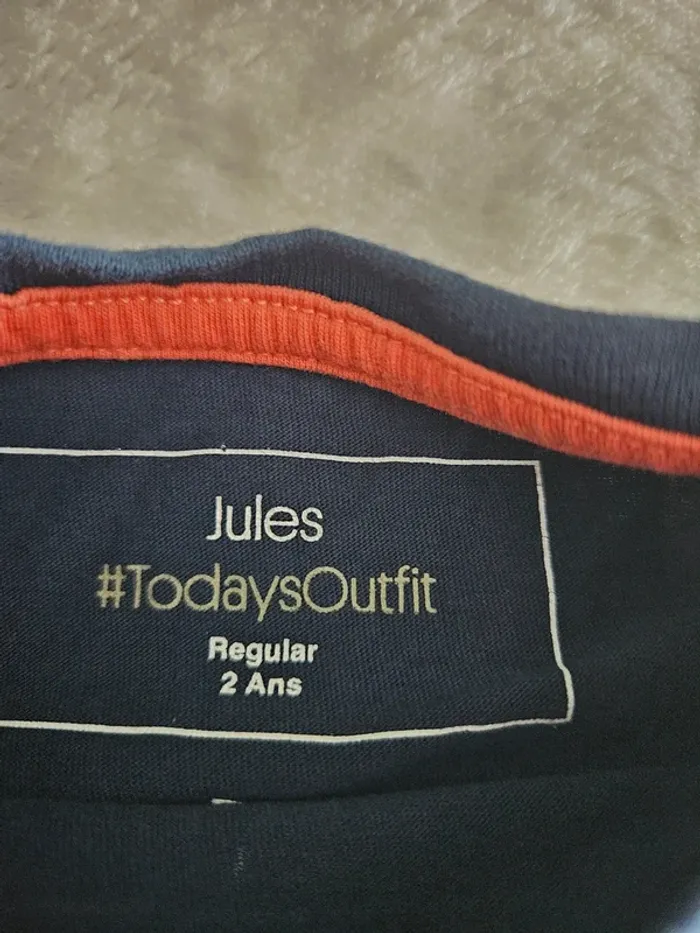 Jules
#TodaysOutfit
Regular
2 Ans